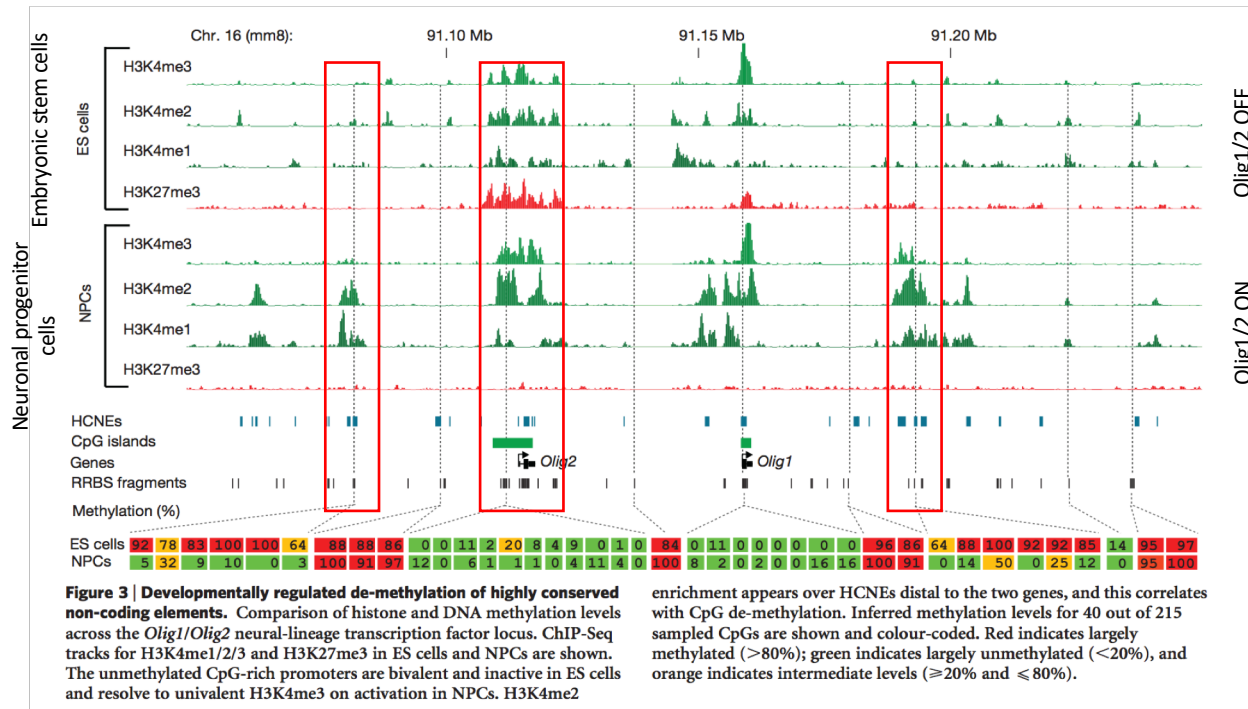 Chr. 16 (mm8):
91.10 Mb
91.15 Mb
91.20 Mb
Embryonic stem cells
ES cells
H3K4me3
H3K4me2
H3K4me1
H3K27me3
Olig1/2 OFF
Neuronal progenitor
cells
NPCs
H3K4me3
H3K4me2
H3K4me1
H3K27me3
Olig1/2 ON
HCNEs
CpG islands
Genes
Olig2
Olig1
RRBS fragments
Methylation (%)
ES cells 92 78 83 100 100 64 88 88 86 0 0 11 2 20 8 4 9 0 1 0 84 0 11 0 0 0 0 0 0 96 86 64 88 100 92 92 85 14 95 97
NPCs 5 32 9 10 0 3 100 91 97 12 0 6 1 1 1 0 4 11 4 0 100 8 2 0 2 0 0 16 16 100 91 0 14 50 0 25 12 0 95 100
Figure 3 | Developmentally regulated de-methylation of highly conserved
non-coding elements. Comparison of histone and DNA methylation levels
across the Olig1/Olig2 neural-lineage transcription factor locus. ChIP-Seq
tracks for H3K4me1/2/3 and H3K27me3 in ES cells and NPCs are shown.
The unmethylated CpG-rich promoters are bivalent and inactive in ES cells
and resolve to univalent H3K4me3 on activation in NPCs. H3K4me2
enrichment appears over HCNEs distal to the two genes, and this correlates
with CpG de-methylation. Inferred methylation levels for 40 out of 215
sampled CpGs are shown and colour-coded. Red indicates largely
methylated (>80%); green indicates largely unmethylated (<20%), and
orange indicates intermediate levels (≥20% and ≤80%).